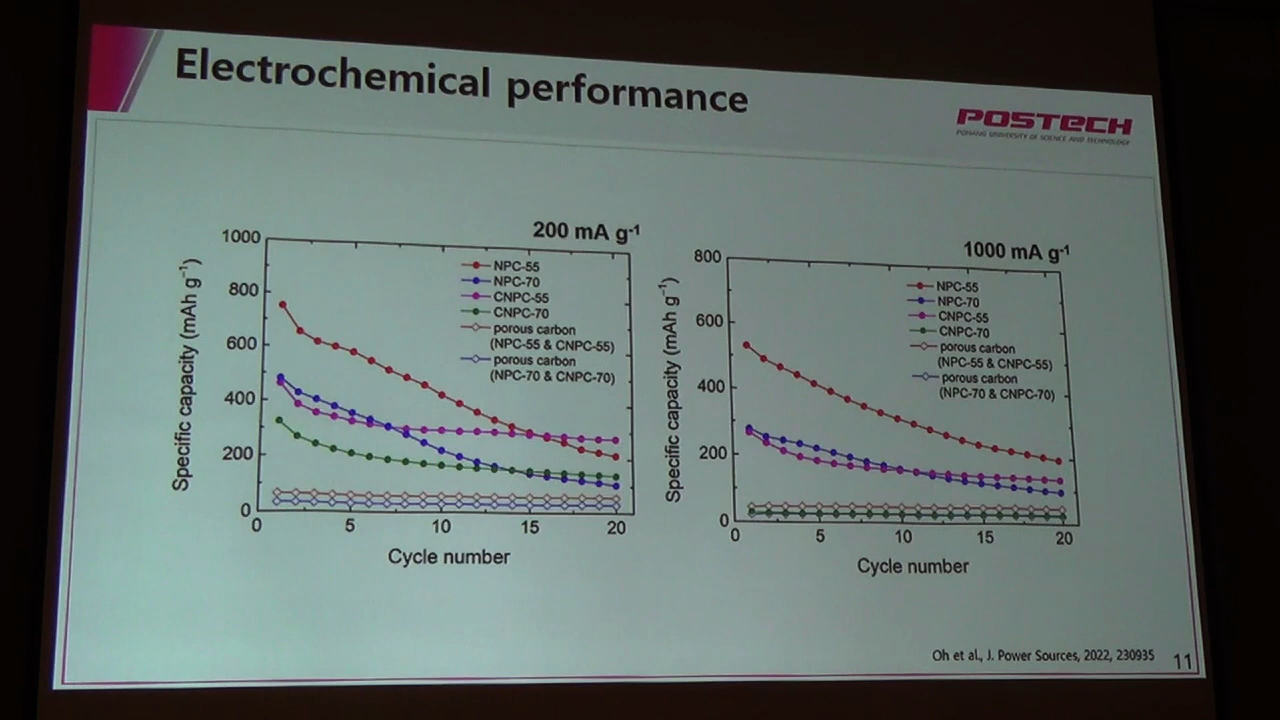 Electrochemical performance
POSTECH
POHANG UNIVERSITY OF SCIENCE AND TECHNOLOGY
200 mA g⁻¹
1000
800
600
400
200
0
Specific capacity (mAh g⁻¹)
NPC-55
NPC-70
CNPC-55
CNPC-70
porous carbon
(NPC-55 & CNPC-55)
porous carbon
(NPC-70 & CNPC-70)
0 5 10 15 20
Cycle number
1000 mA g⁻¹
800
600
400
200
0
Specific capacity (mAh g⁻¹)
NPC-55
NPC-70
CNPC-55
CNPC-70
porous carbon
(NPC-55 & CNPC-55)
porous carbon
(NPC-70 & CNPC-70)
0 5 10 15 20
Cycle number
Oh et al., J. Power Sources, 2022, 230935
11